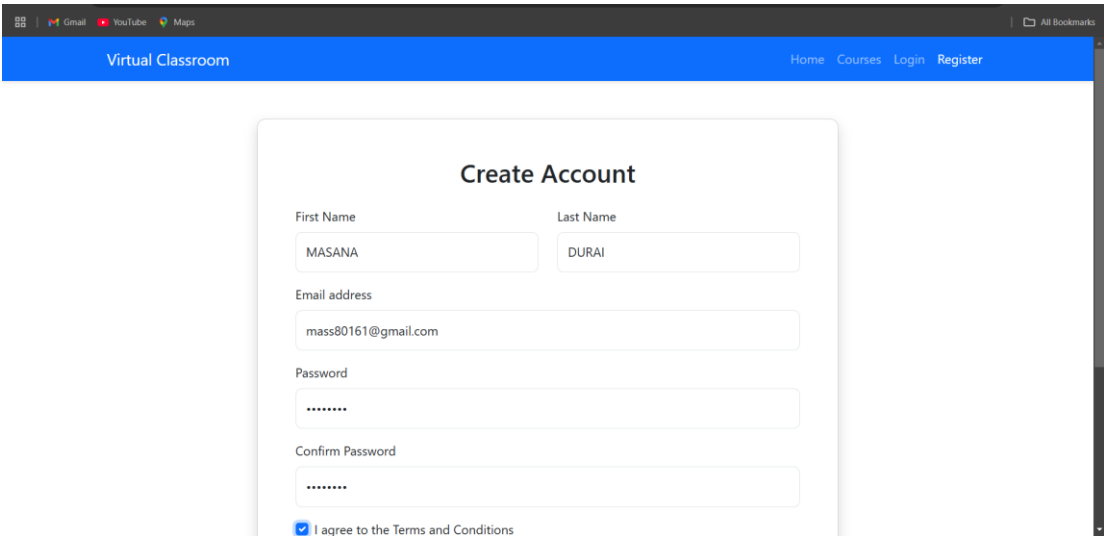 Gmail YouTube Maps All Bookmarks
Virtual Classroom Home Courses Login Register
Create Account
First Name Last Name
MASANA DURAI
Email address
mass80161@gmail.com
Password
••••••••
Confirm Password
••••••••
I agree to the Terms and Conditions